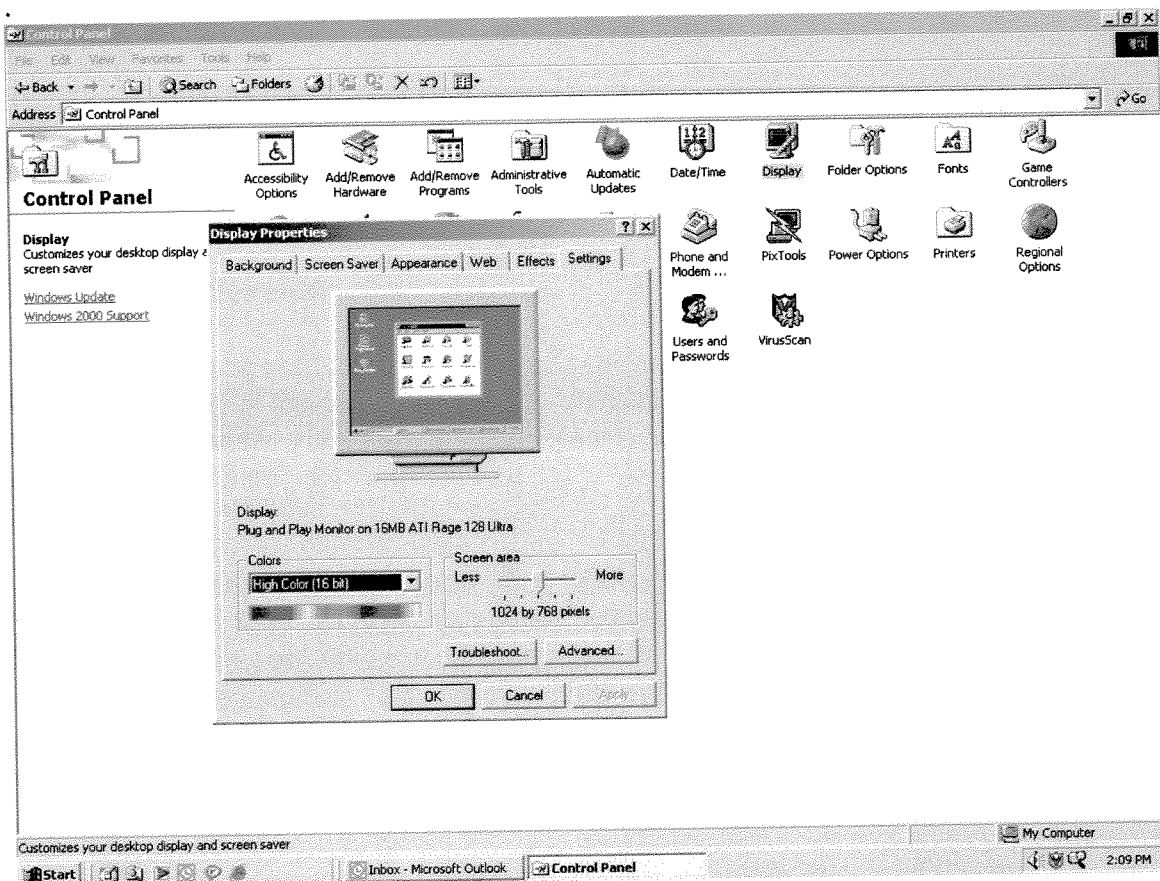 Control Panel
File Edit View Favorites Tools Help
Back Search Folders
Address Control Panel Go
Control Panel
Display
Customizes your desktop display a
screen saver
Windows Update
Windows 2000 Support
Accessibility Options
Add/Remove Hardware
Add/Remove Programs
Administrative Tools
Automatic Updates
Date/Time
Display
Folder Options
Fonts
Game Controllers
Phone and Modem ...
PixTools
Power Options
Printers
Regional Options
Users and Passwords
VirusScan
Display Properties
Background Screen Saver Appearance Web Effects Settings
Display:
Plug and Play Monitor on 16MB ATI Rage 128 Ultra
Colors
High Color (16 bit)
Screen area
Less More
1024 by 768 pixels
Troubleshoot... Advanced...
OK Cancel Apply
Customizes your desktop display and screen saver
My Computer
Start Inbox - Microsoft Outlook Control Panel 2:09 PM